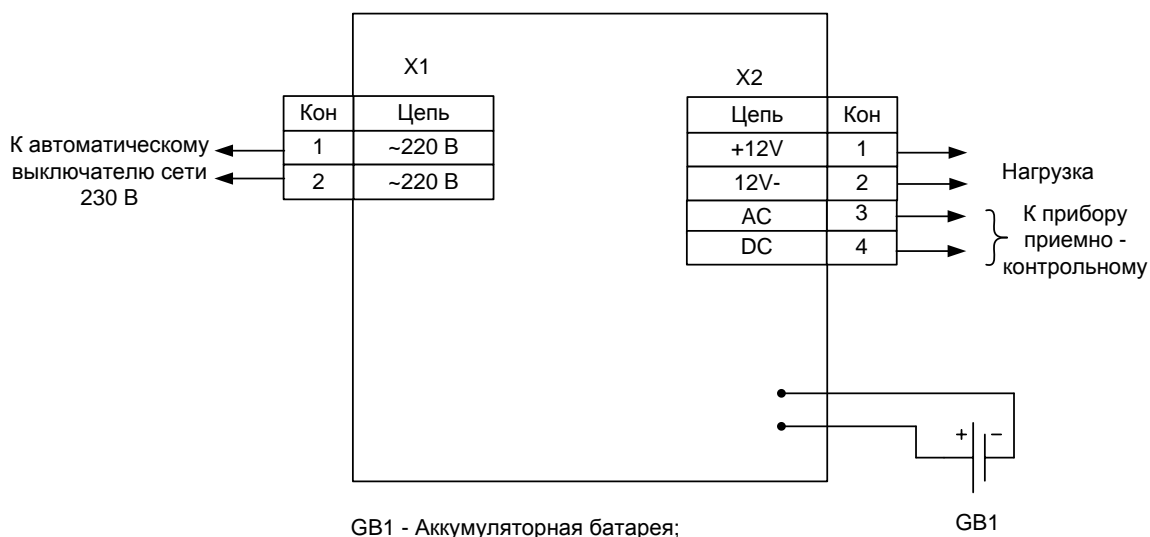 X1
Кон Цепь
1 ~220 В
2 ~220 В
К автоматическому
выключателю сети
230 В
X2
Цепь Кон
+12V 1
12V- 2
AC 3
DC 4
Нагрузка
К прибору
приемно -
контрольному
+ –
GB1
GB1 - Аккумуляторная батарея;